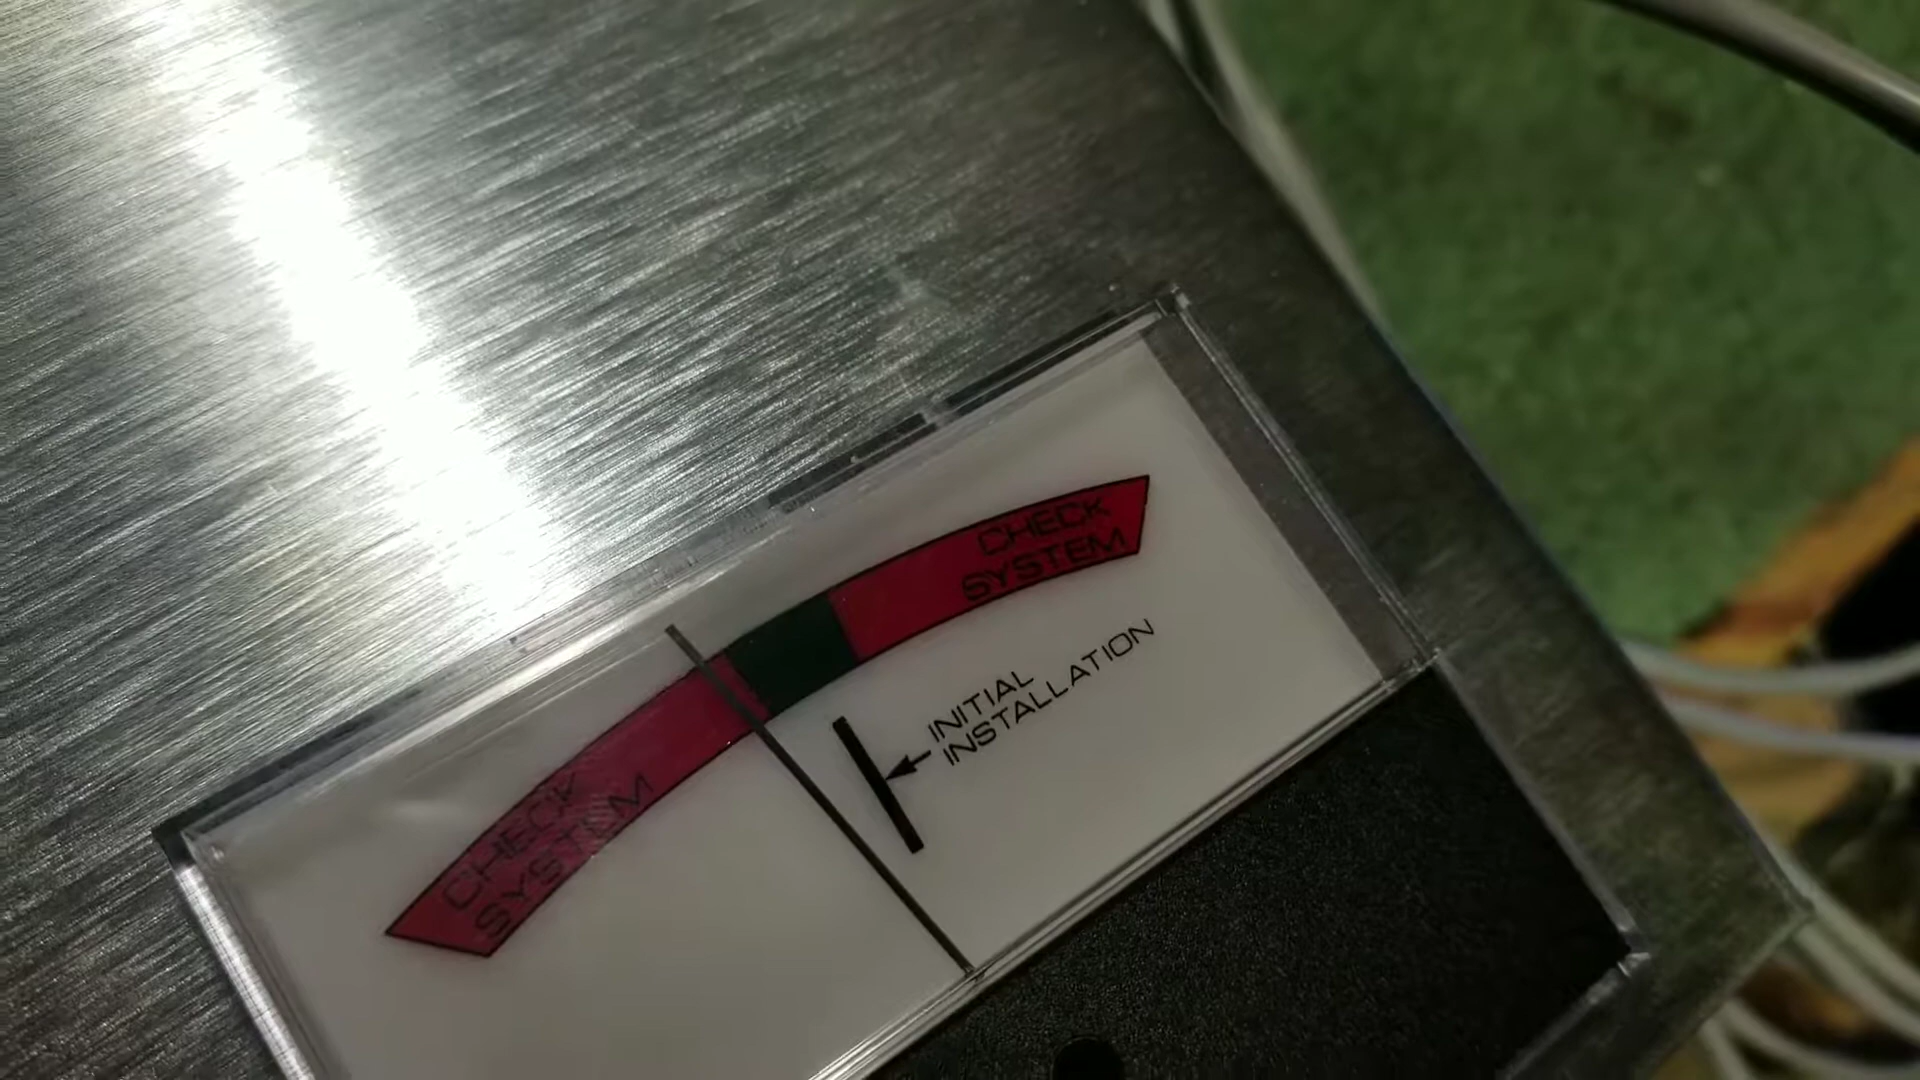 CHECK
SYSTEM
CHECK
SYSTEM
INITIAL
INSTALLATION